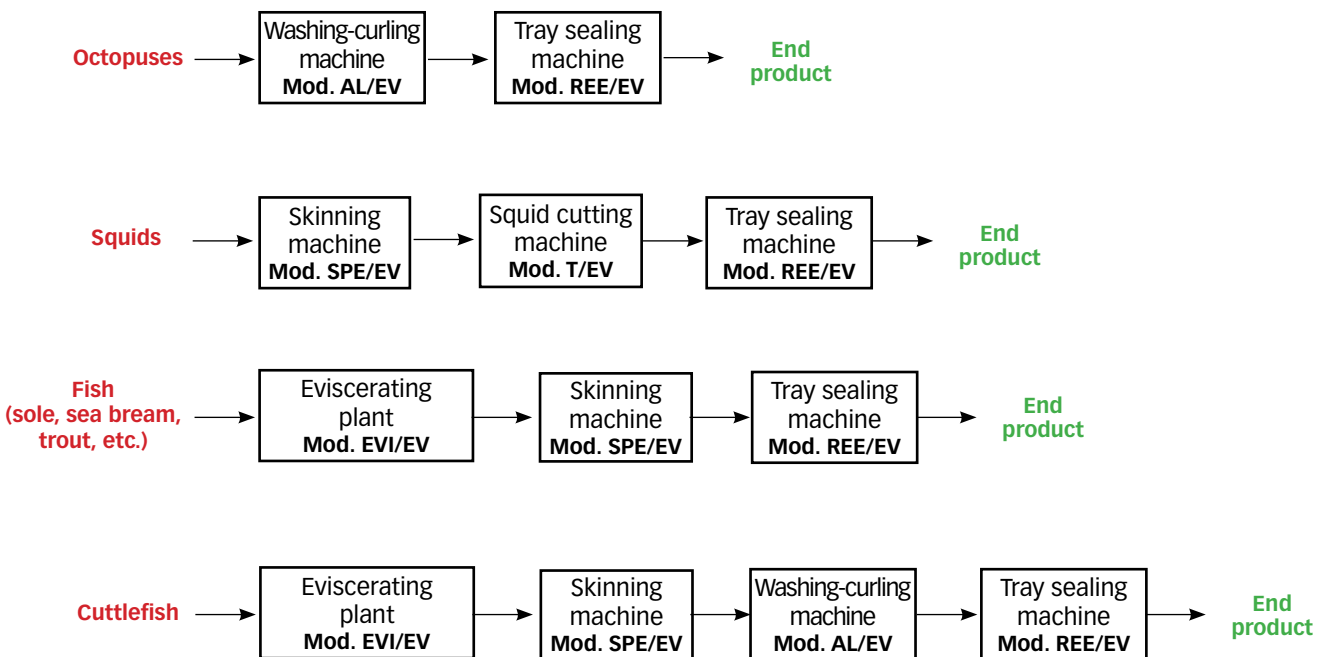 Octopuses
Washing-curling
machine
Mod. AL/EV
Tray sealing
machine
Mod. REE/EV
End
product
Squids
Skinning
machine
Mod. SPE/EV
Squid cutting
machine
Mod. T/EV
Tray sealing
machine
Mod. REE/EV
End
product
Fish
(sole, sea bream,
trout, etc.)
Eviscerating
plant
Mod. EVI/EV
Skinning
machine
Mod. SPE/EV
Tray sealing
machine
Mod. REE/EV
End
product
Cuttlefish
Eviscerating
plant
Mod. EVI/EV
Skinning
machine
Mod. SPE/EV
Washing-curling
machine
Mod. AL/EV
Tray sealing
machine
Mod. REE/EV
End
product